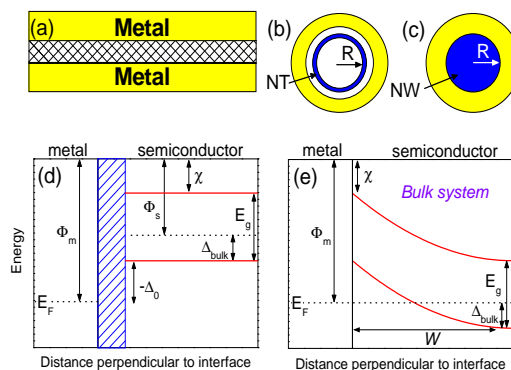 (a) Metal
Metal
(b)
R
NT
(c)
R
NW
metal semiconductor
(d)
χ
Φm
Φs
Eg
Δbulk
-Δ0
EF
Energy
Distance perpendicular to interface
metal semiconductor
(e)
χ
Bulk system
Φm
Eg
EF
Δbulk
W
Distance perpendicular to interface